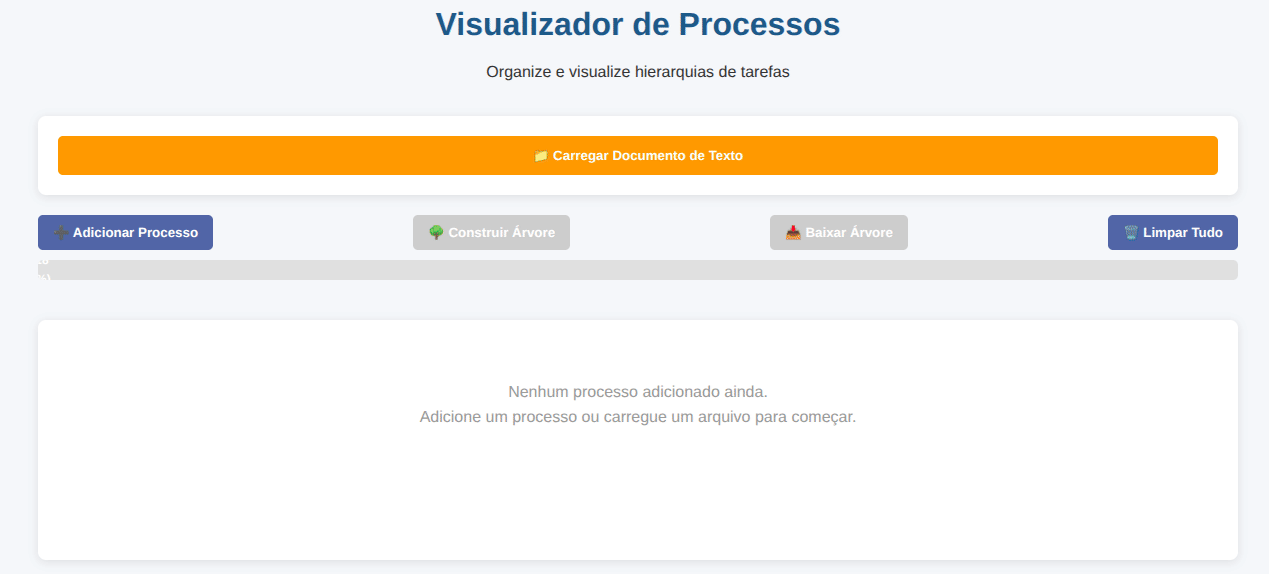 Visualizador de Processos
Organize e visualize hierarquias de tarefas
📁 Carregar Documento de Texto
➕ Adicionar Processo
🌳 Construir Árvore
📥 Baixar Árvore
🗑️ Limpar Tudo
Nenhum processo adicionado ainda.
Adicione um processo ou carregue um arquivo para começar.